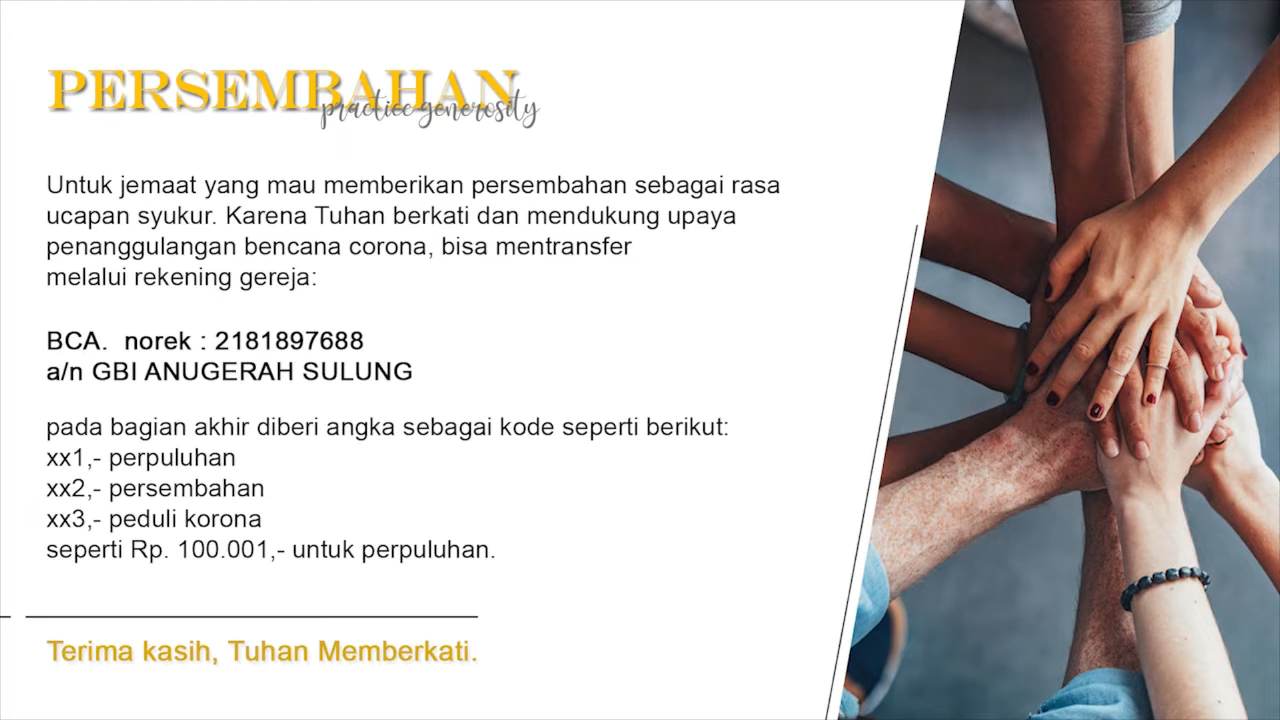 PERSEMBAHAN
practice generosity
Untuk jemaat yang mau memberikan persembahan sebagai rasa
ucapan syukur. Karena Tuhan berkati dan mendukung upaya
penanggulangan bencana corona, bisa mentransfer
melalui rekening gereja:
BCA.  norek : 2181897688
a/n GBI ANUGERAH SULUNG
pada bagian akhir diberi angka sebagai kode seperti berikut:
xx1,- perpuluhan
xx2,- persembahan
xx3,- peduli korona
seperti Rp. 100.001,- untuk perpuluhan.
Terima kasih, Tuhan Memberkati.